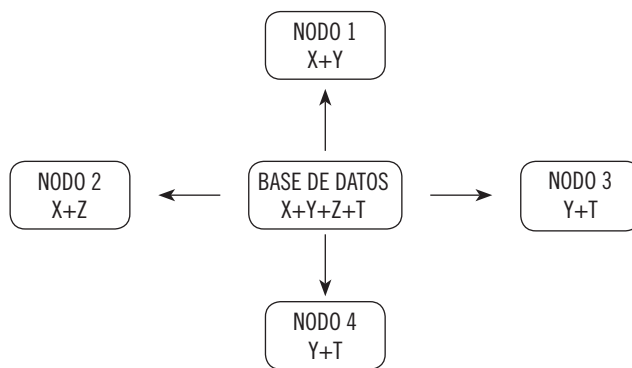 NODO 1
X+Y
NODO 2
X+Z
BASE DE DATOS
X+Y+Z+T
NODO 3
Y+T
NODO 4
Y+T